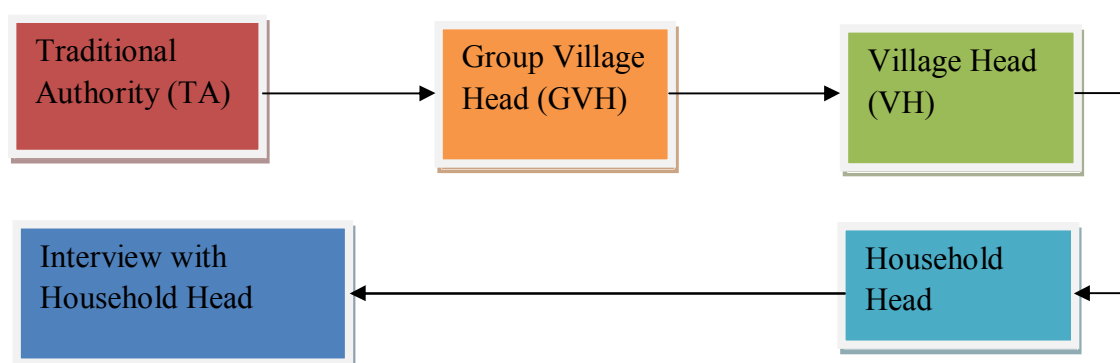 Traditional
Authority (TA)
Group Village
Head (GVH)
Village Head
(VH)
Interview with
Household Head
Household
Head